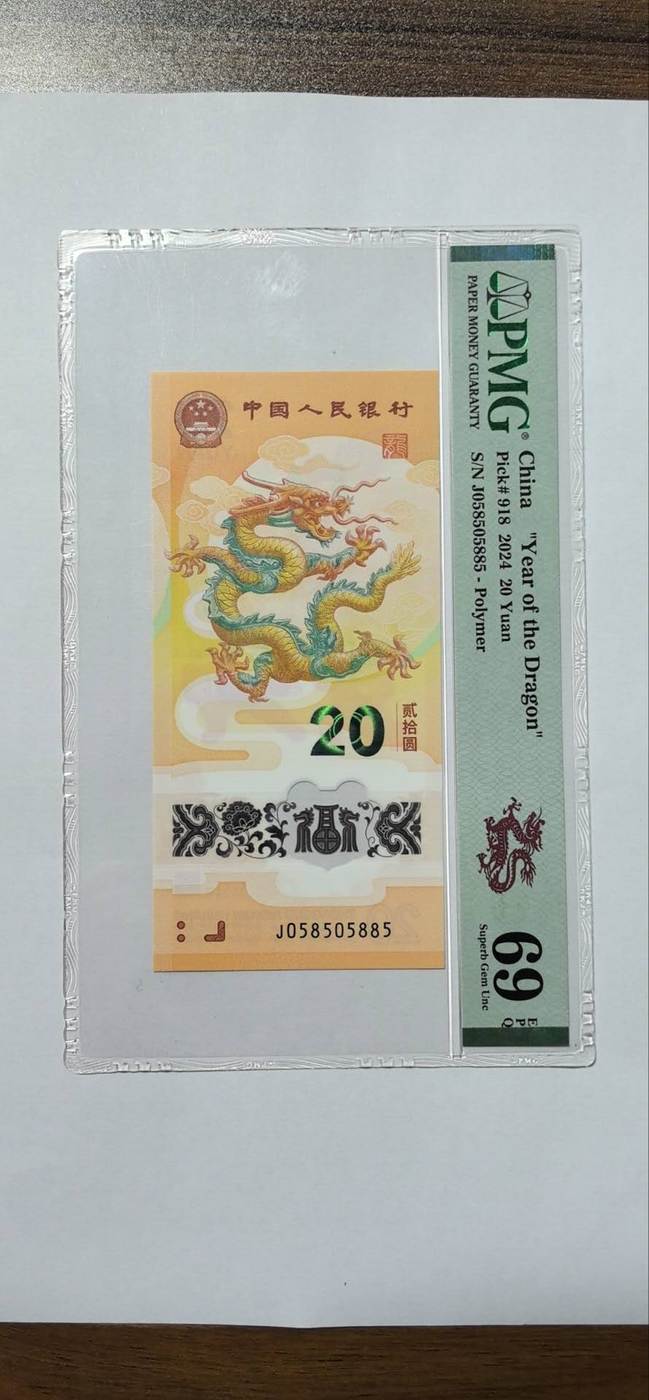 中国人民银行
龍
20
贰拾圆
J058505885
PMG®
PAPER MONEY GUARANTY
China "Year of the Dragon"
Pick# 918 2024 20 Yuan
S/N J058505885 - Polymer
69 EPQ
Superb Gem Unc